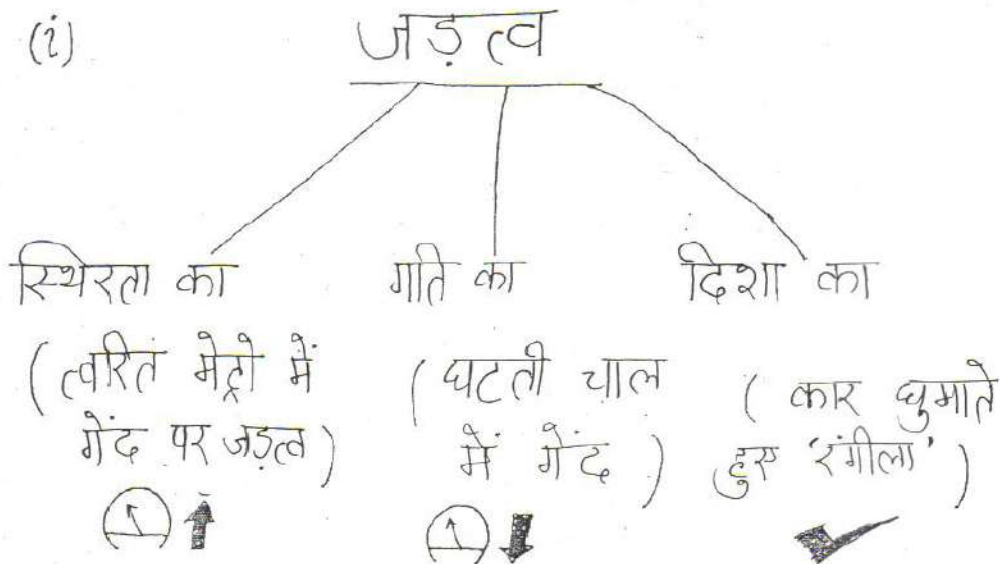 (i) जड़त्व
स्थिरता का गति का दिशा का
(त्वरित मेट्रो में (घटती चाल (कार घुमाते
गेंद पर जड़त्व) में गेंद) हुए 'रंगीला')